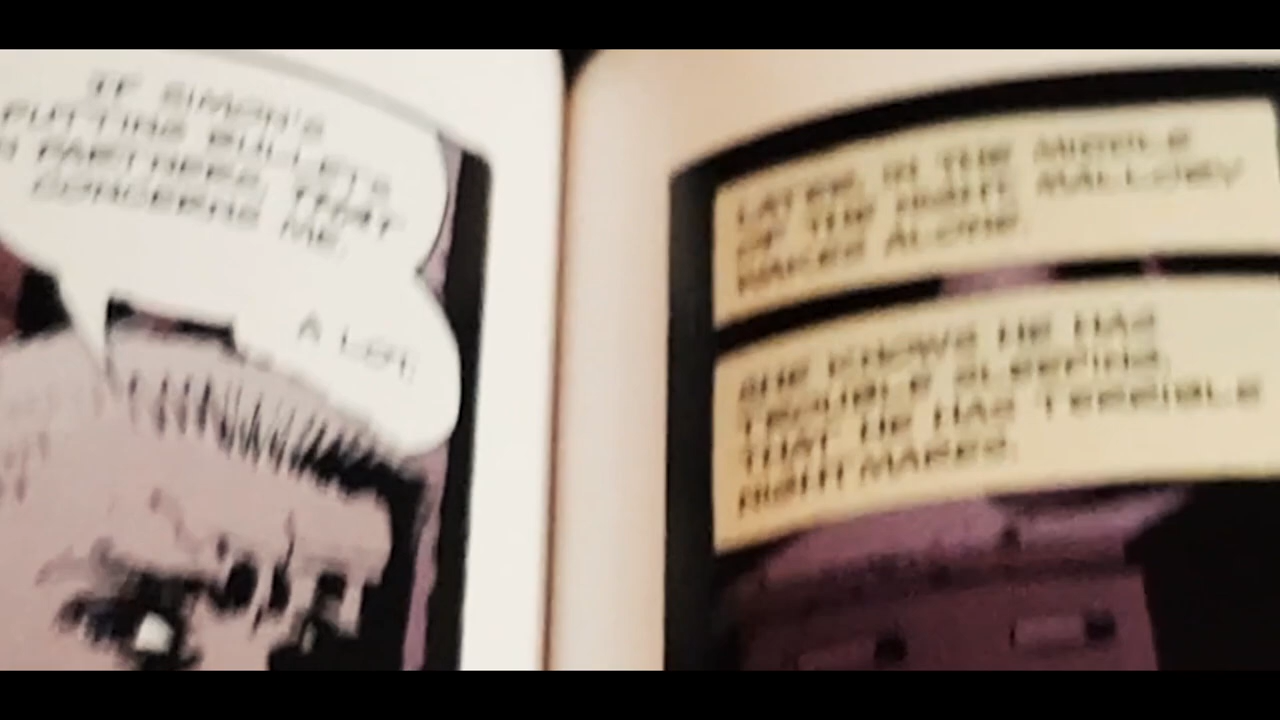 IF SIMON'S
PUTTING BULLETS
N PARTNERS, THAT
CONCERNS ME.
A LOT.
LATER, IN THE MIDDLE
OF THE NIGHT, MALLORY
WAKES ALONE.
SHE KNOWS HE HAS
TROUBLE SLEEPING,
THAT HE HAS TERRIBLE
NIGHTMARES.